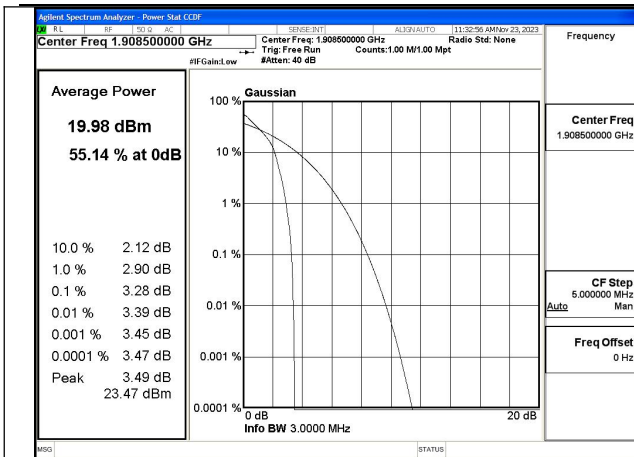 Agilent Spectrum Analyzer - Power Stat CCDF
RL RF 50 Ω AC SENSE:INT ALIGN AUTO 11:32:56 AM Nov 23, 2023
Center Freq 1.908500000 GHz
Center Freq: 1.908500000 GHz Radio Std: None
Trig: Free Run Counts:1.00 M/1.00 Mpt
#IFGain:Low #Atten: 40 dB
Frequency
Average Power
19.98 dBm
55.14 % at 0dB
10.0 % 2.12 dB
1.0 % 2.90 dB
0.1 % 3.28 dB
0.01 % 3.39 dB
0.001 % 3.45 dB
0.0001 % 3.47 dB
Peak 3.49 dB
23.47 dBm
Gaussian
100 %
10 %
1 %
0.1 %
0.01 %
0.001 %
0.0001 %
0 dB 20 dB
Info BW 3.0000 MHz
Center Freq
1.908500000 GHz
CF Step
5.000000 MHz
Auto Man
Freq Offset
0 Hz
MSG STATUS